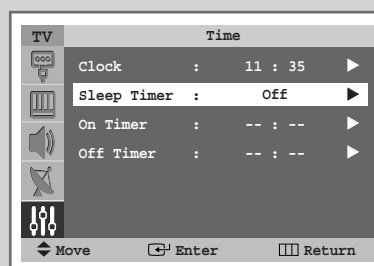 TV Time
Clock : 11 : 35
Sleep Timer : Off
On Timer : -- : --
Off Timer : -- : --
Move Enter Return